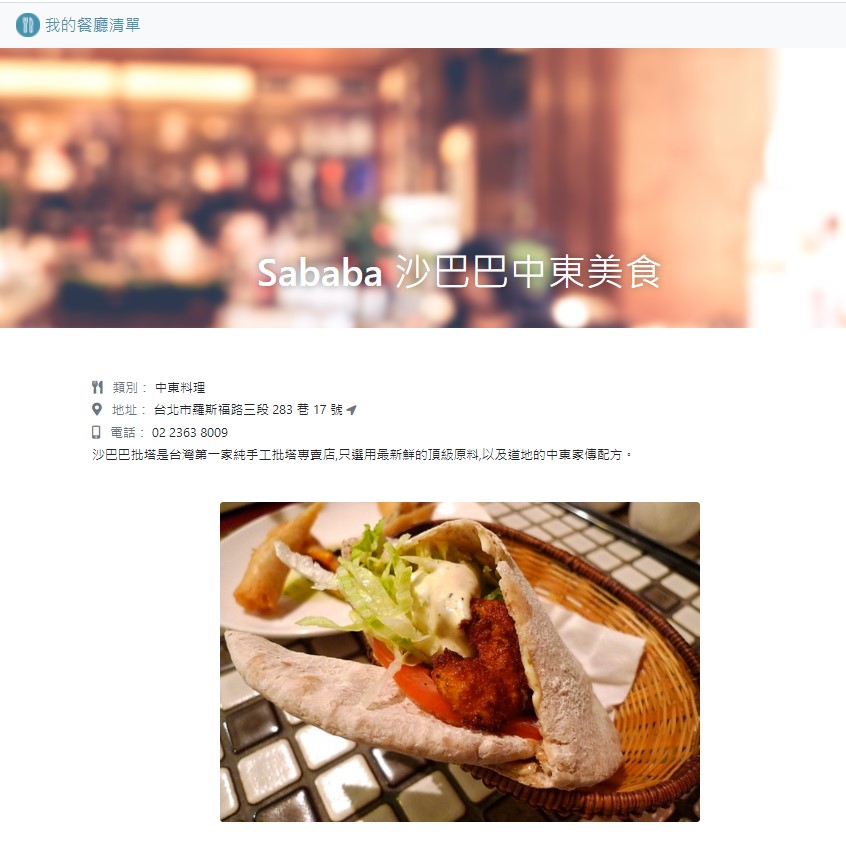 我的餐廳清單
Sababa 沙巴巴中東美食
類別： 中東料理
地址： 台北市羅斯福路三段 283 巷 17 號
電話： 02 2363 8009
沙巴巴批塔是台灣第一家純手工批塔專賣店,只選用最新鮮的頂級原料,以及道地的中東家傳配方。